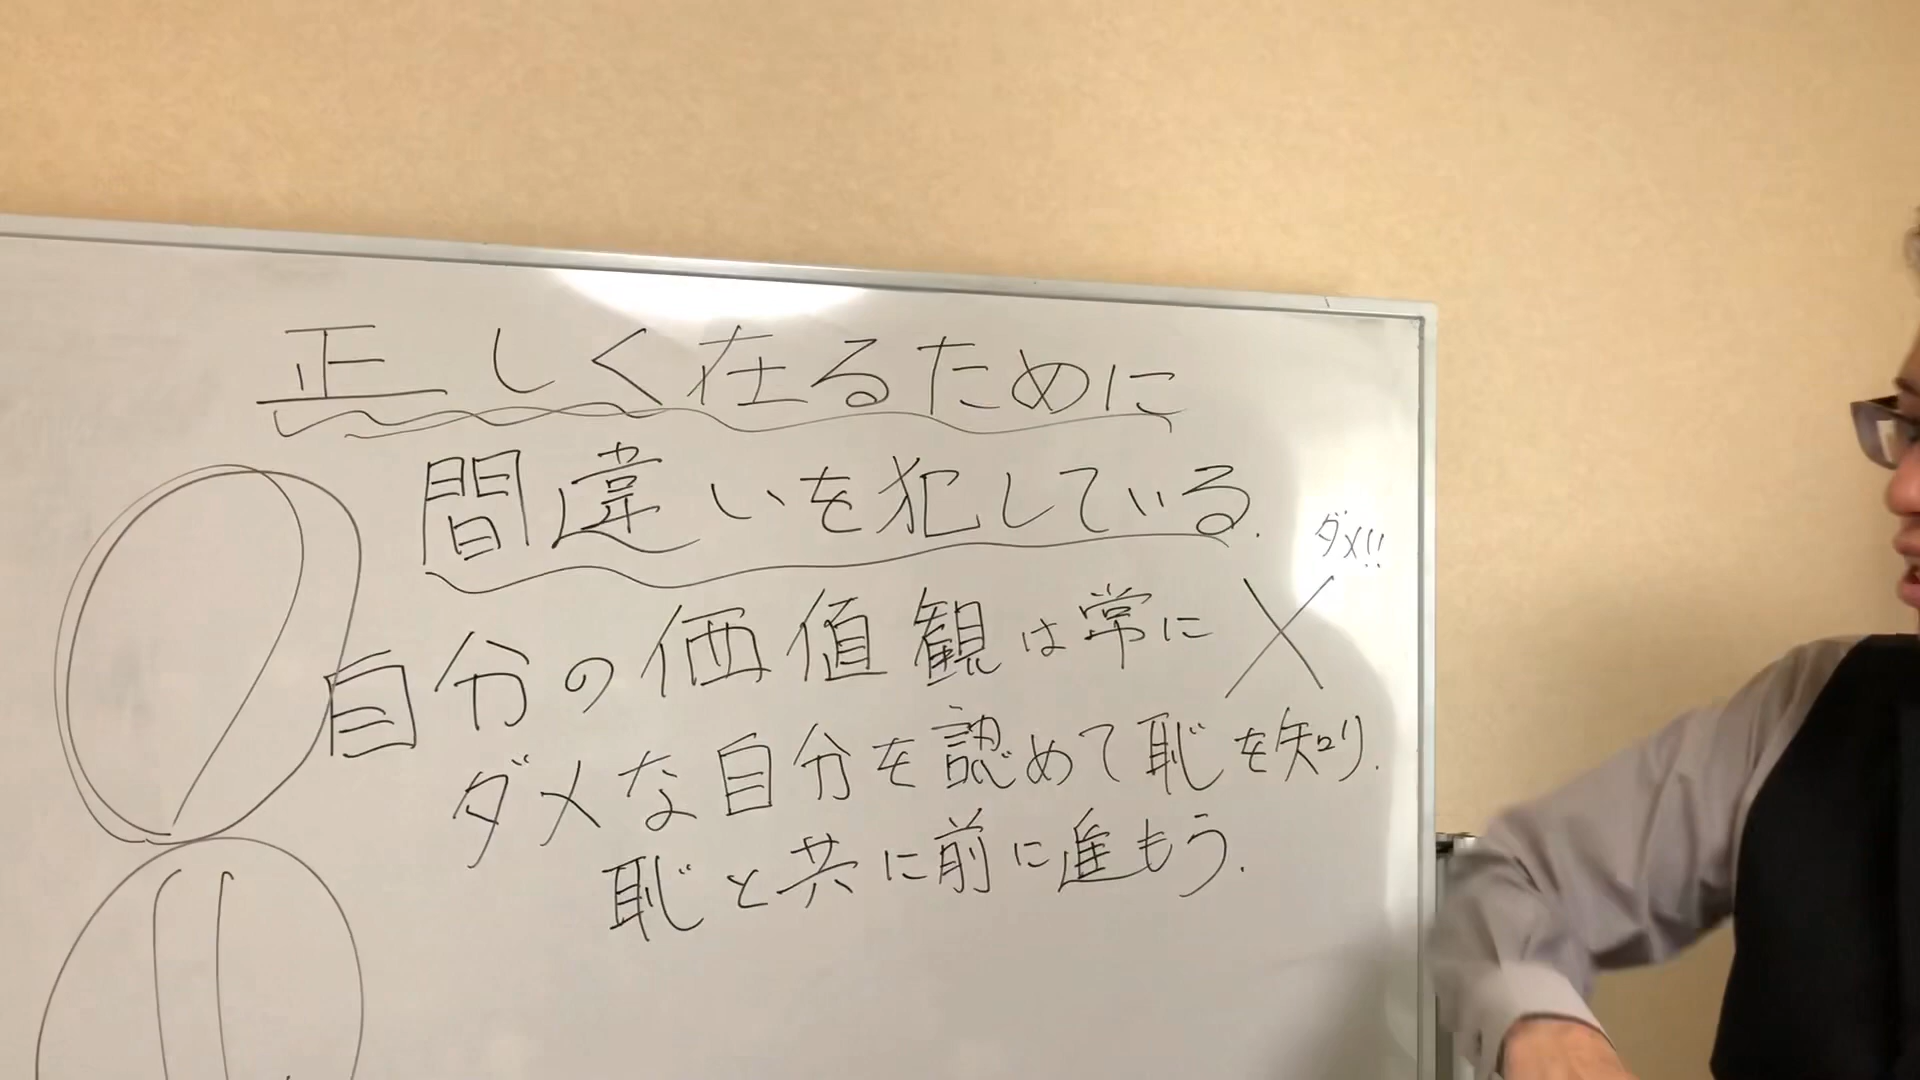 正しく在るために
間違いを犯している.
ダメ!!
自分の価値観は常に ✕
ダメな自分を認めて恥を知り.
恥と共に前に進もう.